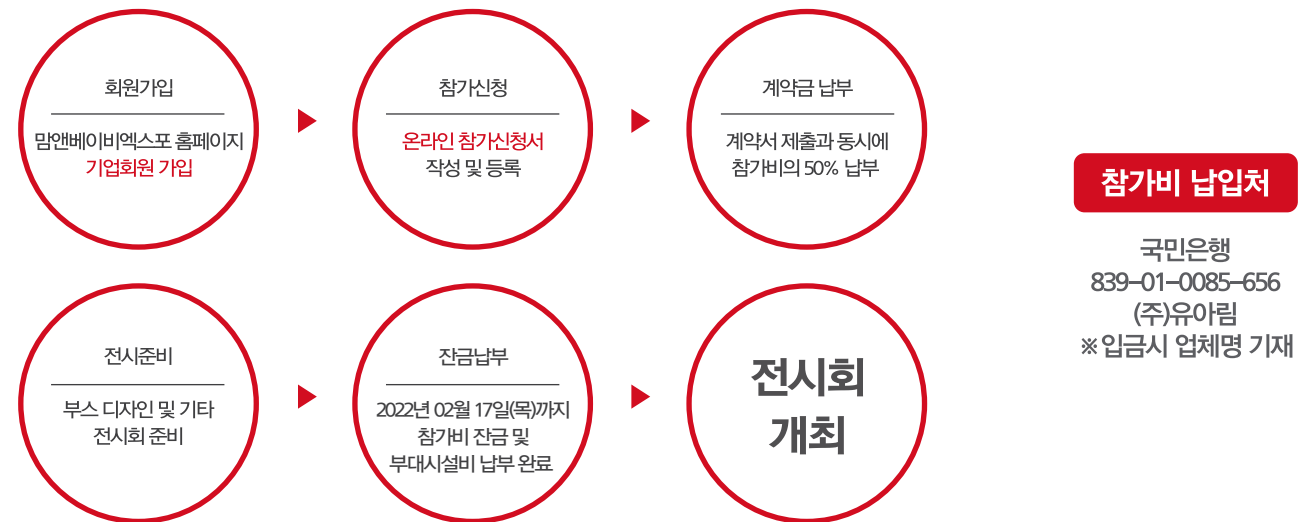 회원가입
맘앤베이비엑스포 홈페이지
기업회원 가입
참가신청
온라인 참가신청서
작성 및 등록
계약금 납부
계약서 제출과 동시에
참가비의 50% 납부
전시준비
부스 디자인 및 기타
전시회 준비
잔금납부
2022년 02월 17일(목)까지
참가비 잔금 및
부대시설비 납부 완료
전시회
개최
참가비 납입처
국민은행
839-01-0085-656
(주)유아림
※ 입금시 업체명 기재